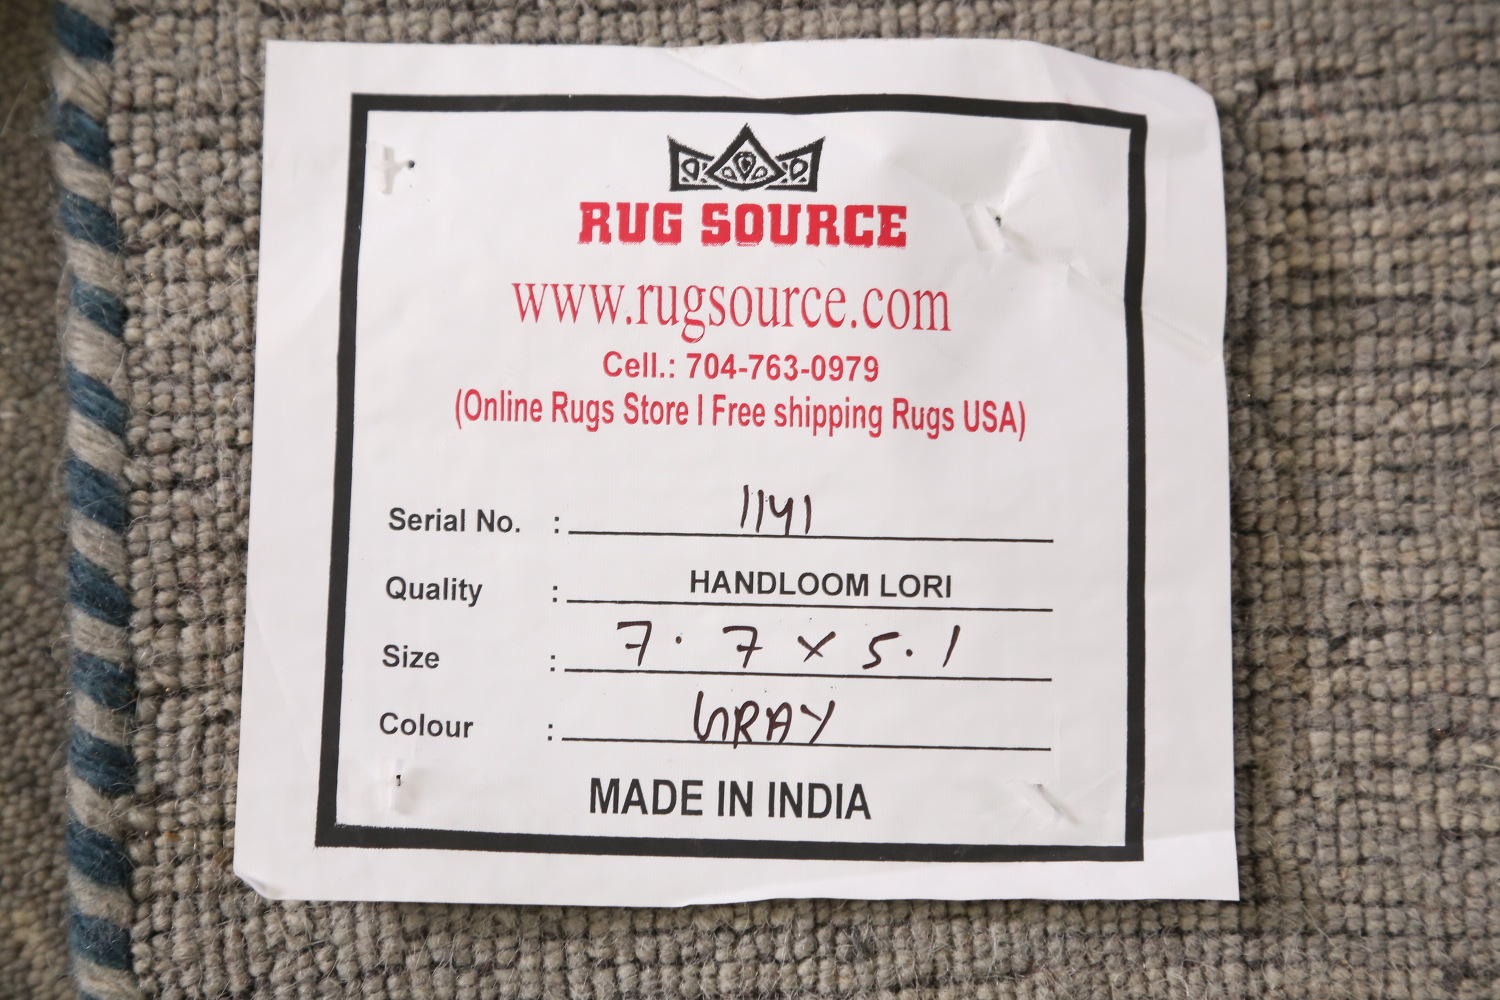 RUG SOURCE
www.rugsource.com
Cell.: 704-763-0979
(Online Rugs Store I Free shipping Rugs USA)
Serial No. : 1141
Quality : HANDLOOM LORI
Size : 7.7 x 5.1
Colour : GRAY
MADE IN INDIA